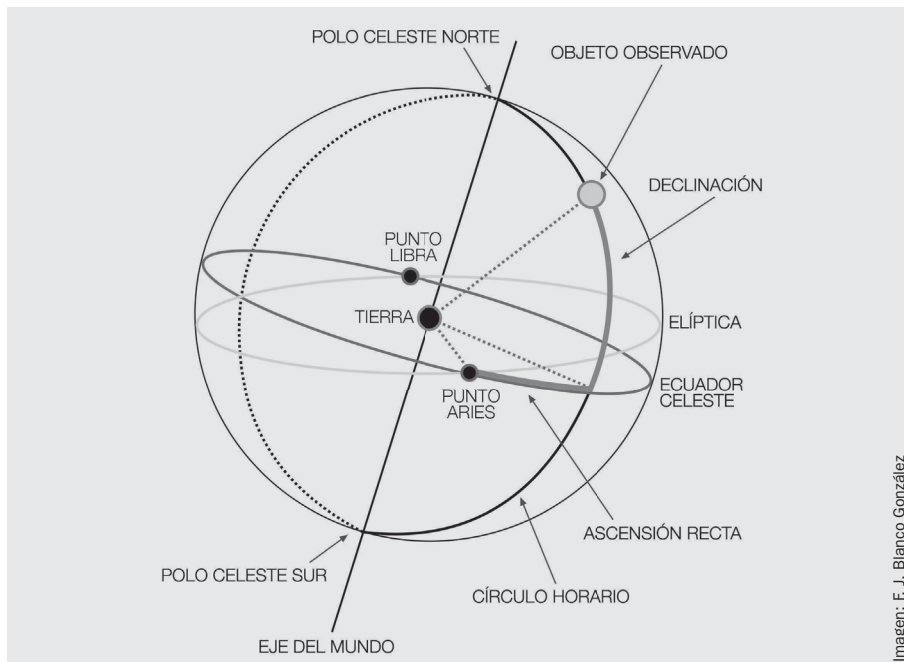 POLO CELESTE NORTE
OBJETO OBSERVADO
DECLINACIÓN
PUNTO
LIBRA
TIERRA
ELÍPTICA
PUNTO
ARIES
ECUADOR
CELESTE
ASCENSIÓN RECTA
POLO CELESTE SUR
CÍRCULO HORARIO
EJE DEL MUNDO
Imagen: F. J. Blanco González